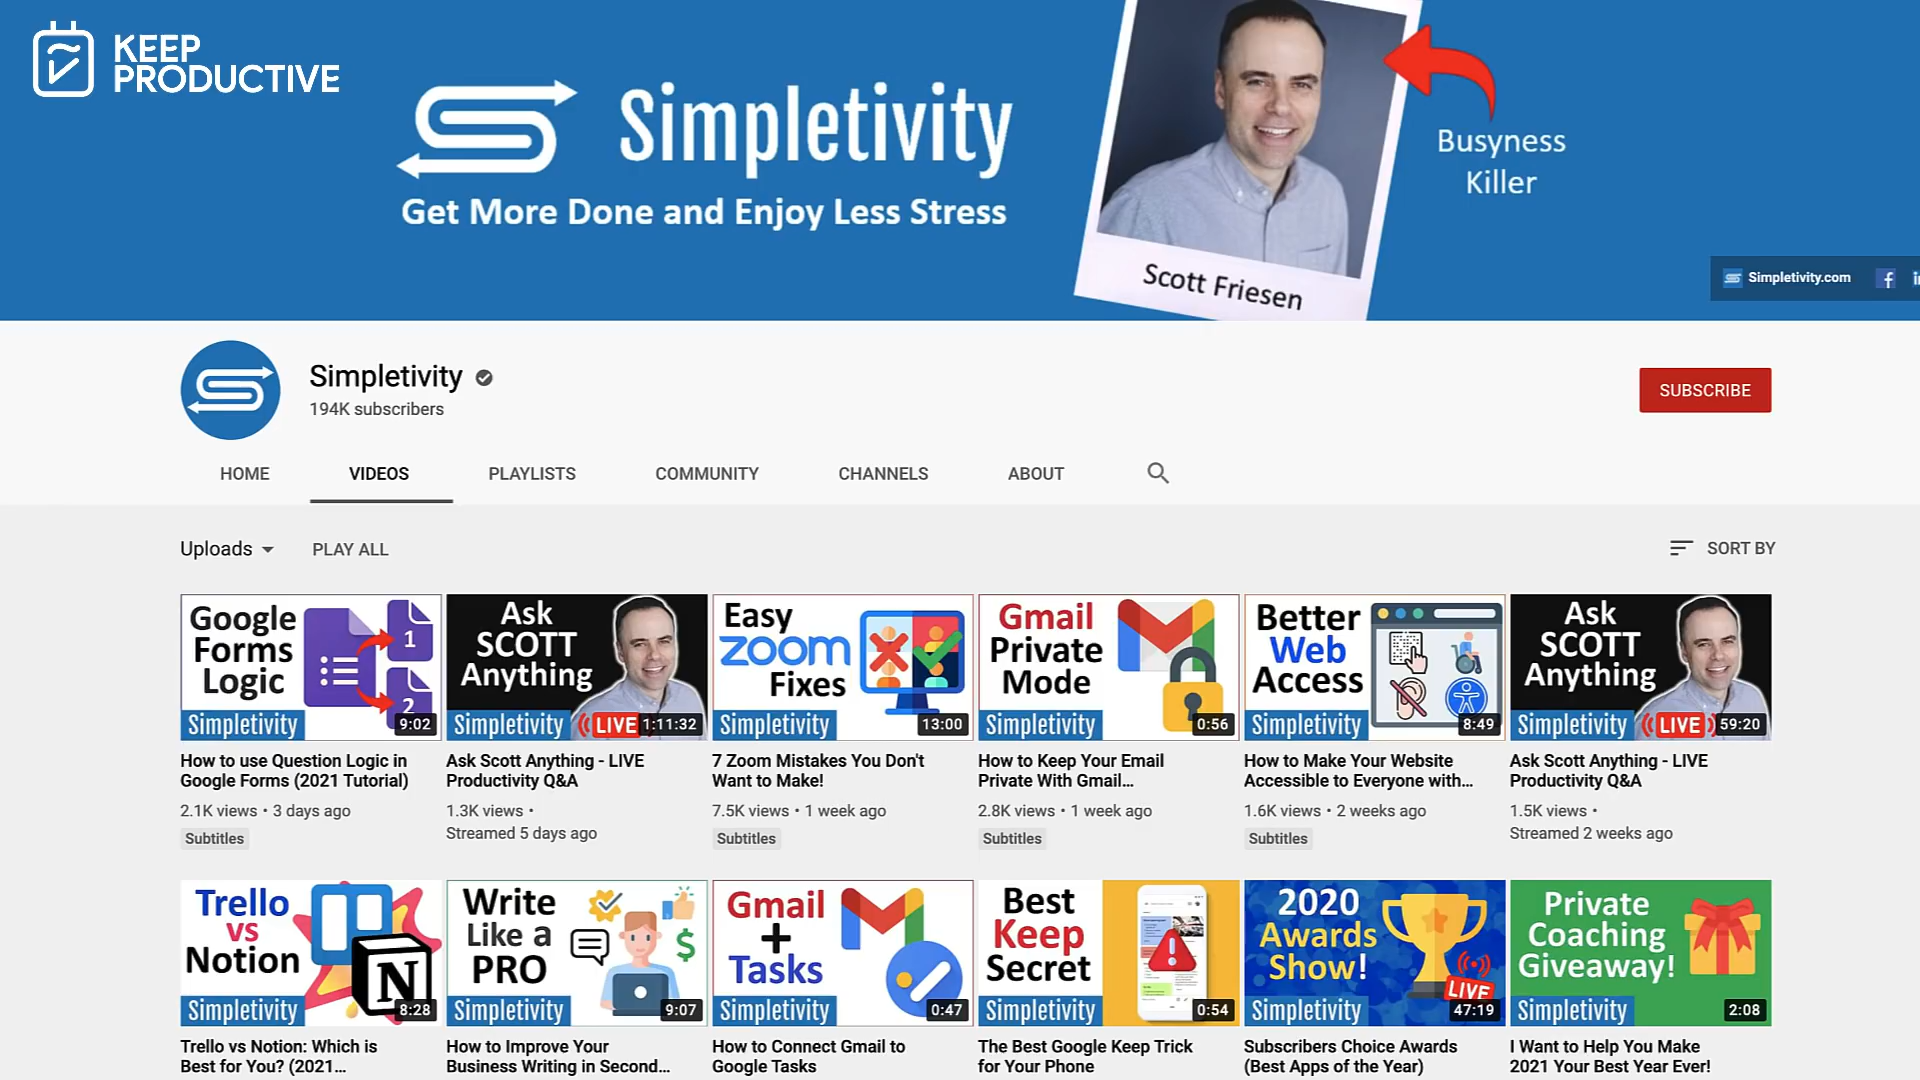 KEEP
PRODUCTIVE
Simpletivity
Get More Done and Enjoy Less Stress
Scott Friesen
Busyness
Killer
Simpletivity.com
Simpletivity
194K subscribers
SUBSCRIBE
HOME
VIDEOS
PLAYLISTS
COMMUNITY
CHANNELS
ABOUT
Uploads
PLAY ALL
SORT BY
Google
Forms
Logic
1
2
Simpletivity
9:02
How to use Question Logic in
Google Forms (2021 Tutorial)
2.1K views • 3 days ago
Subtitles
Ask
SCOTT
Anything
Simpletivity
LIVE
1:11:32
Ask Scott Anything - LIVE
Productivity Q&A
1.3K views •
Streamed 5 days ago
Easy
zoom
Fixes
Simpletivity
13:00
7 Zoom Mistakes You Don't
Want to Make!
7.5K views • 1 week ago
Subtitles
Gmail
Private
Mode
Simpletivity
0:56
How to Keep Your Email
Private With Gmail...
2.8K views • 1 week ago
Subtitles
Better
Web
Access
Simpletivity
8:49
How to Make Your Website
Accessible to Everyone with...
1.6K views • 2 weeks ago
Subtitles
Ask
SCOTT
Anything
Simpletivity
LIVE
59:20
Ask Scott Anything - LIVE
Productivity Q&A
1.5K views •
Streamed 2 weeks ago
Trello
vs
Notion
N
Simpletivity
8:28
Trello vs Notion: Which is
Best for You? (2021...
Write
Like a
PRO
$
Simpletivity
9:07
How to Improve Your
Business Writing in Second...
Gmail
+
Tasks
Simpletivity
0:47
How to Connect Gmail to
Google Tasks
Best
Keep
Secret
Simpletivity
0:54
The Best Google Keep Trick
for Your Phone
2020
Awards
Show!
LIVE
Simpletivity
47:19
Subscribers Choice Awards
(Best Apps of the Year)
Private
Coaching
Giveaway!
Simpletivity
2:08
I Want to Help You Make
2021 Your Best Year Ever!